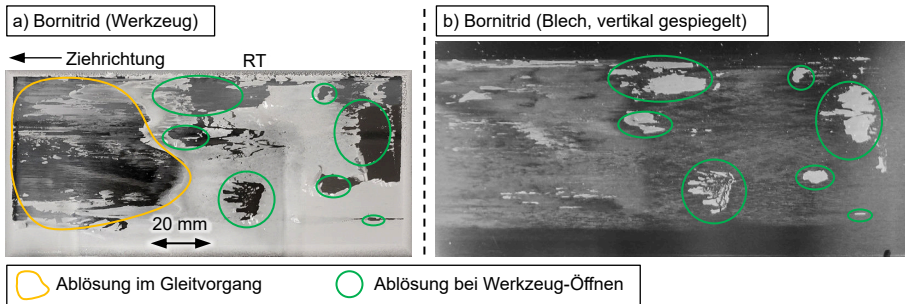 a) Bornitrid (Werkzeug)
b) Bornitrid (Blech, vertikal gespiegelt)
Ziehrichtung
RT
20 mm
Ablösung im Gleitvorgang
Ablösung bei Werkzeug-Öffnen